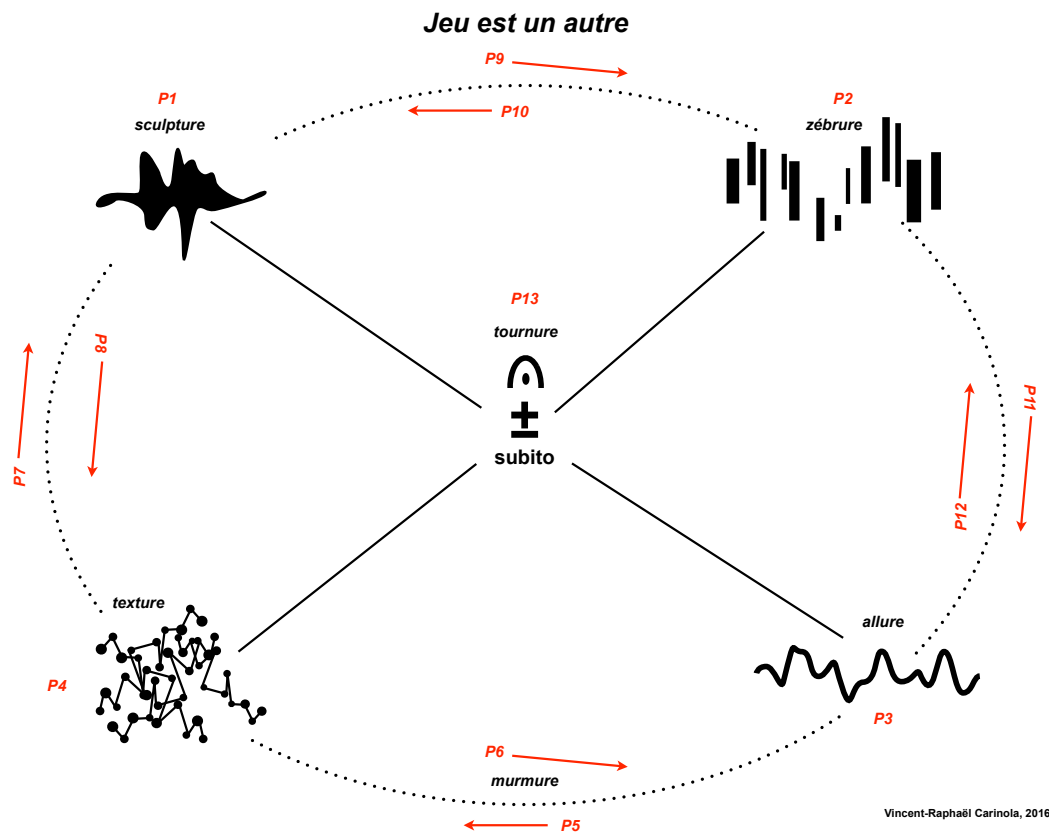 Jeu est un autre
P9
P1
P10
P2
sculpture
zébrure
P13
tournure
±
subito
P8
P7
P11
P12
texture
allure
P4
P3
P6
murmure
P5
Vincent-Raphaël Carinola, 2016